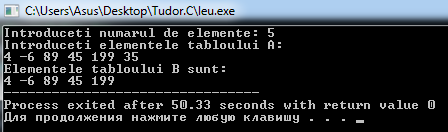 C:\Users\Asus\Desktop\Tudor.C\leu.exe
Introduceti numarul de elemente: 5
Introduceti elementele tabloului A:
4 -6 89 45 199 35
Elementele tabloului B sunt:
4 -6 89 45 199
--------------------------------
Process exited after 50.33 seconds with return value 0
Для продолжения нажмите любую клавишу . . . _